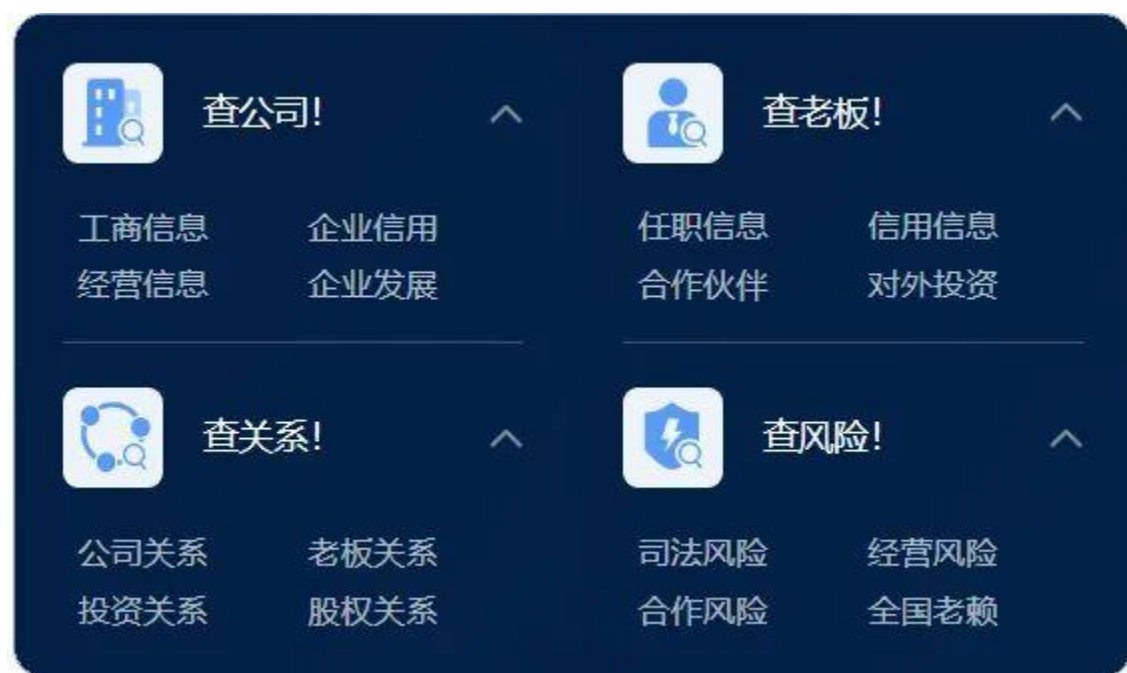 查公司!
工商信息 企业信用
经营信息 企业发展
查老板!
任职信息 信用信息
合作伙伴 对外投资
查关系!
公司关系 老板关系
投资关系 股权关系
查风险!
司法风险 经营风险
合作风险 全国老赖